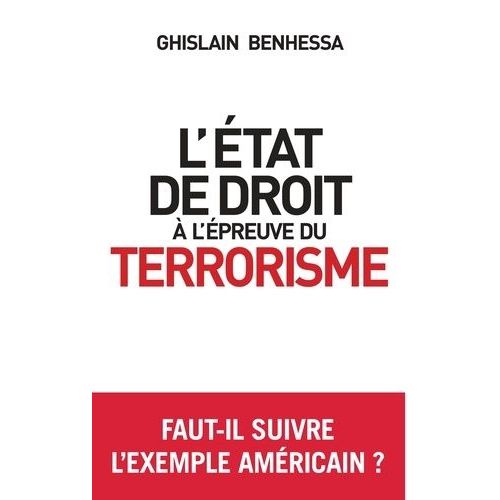 GHISLAIN BENHESSA
L'ÉTAT
DE DROIT
À L'ÉPREUVE DU
TERRORISME
FAUT-IL SUIVRE
L'EXEMPLE AMÉRICAIN ?